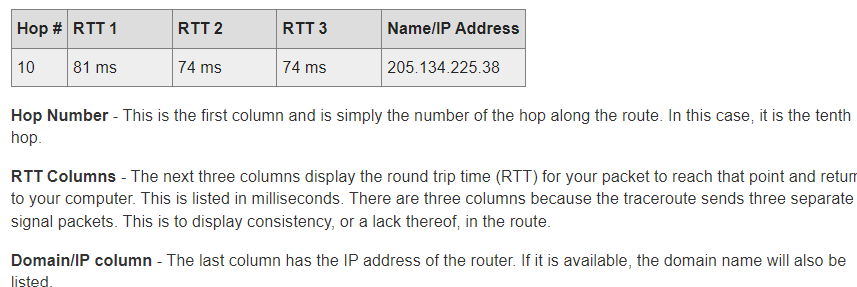 Hop # RTT 1 RTT 2 RTT 3 Name/IP Address
10 81 ms 74 ms 74 ms 205.134.225.38
Hop Number - This is the first column and is simply the number of the hop along the route. In this case, it is the tenth
hop.
RTT Columns - The next three columns display the round trip time (RTT) for your packet to reach that point and return
to your computer. This is listed in milliseconds. There are three columns because the traceroute sends three separate
signal packets. This is to display consistency, or a lack thereof, in the route.
Domain/IP column - The last column has the IP address of the router. If it is available, the domain name will also be
listed.